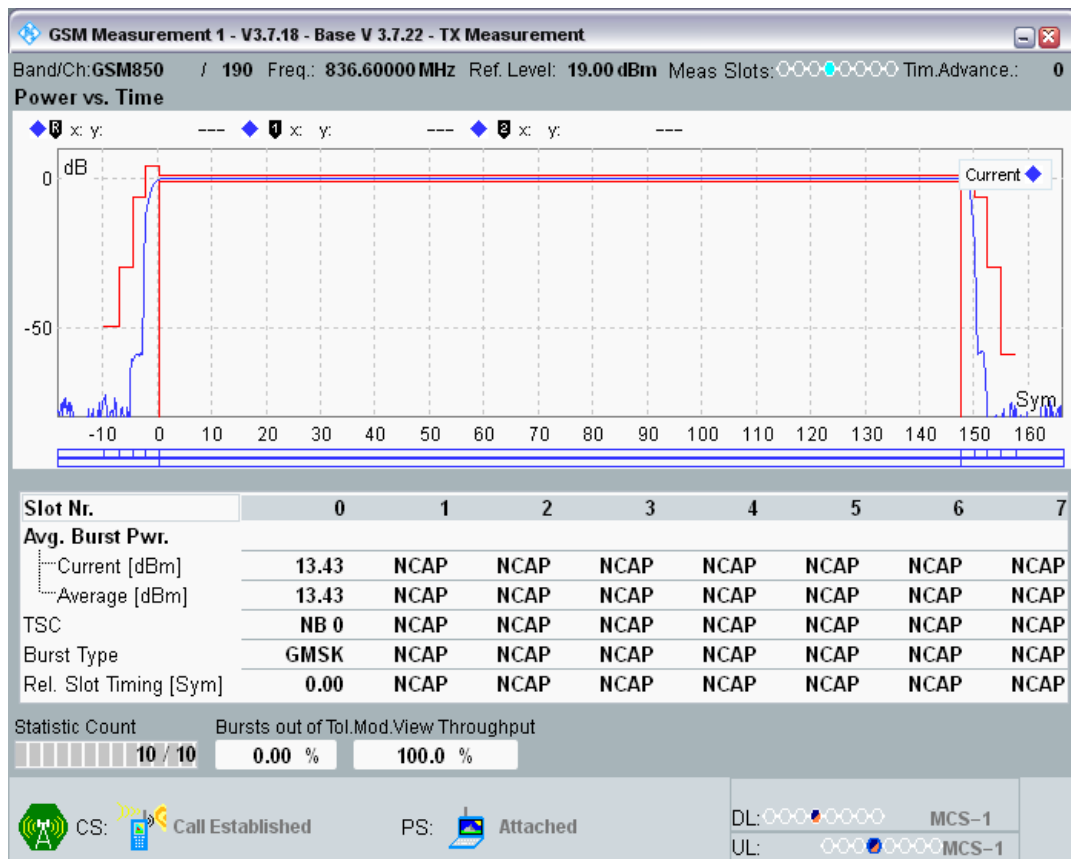 GSM Measurement 1 - V3.7.18 - Base V 3.7.22 - TX Measurement
Band/Ch:GSM850 / 190 Freq.: 836.60000 MHz Ref. Level: 19.00 dBm Meas Slots: Tim.Advance.: 0
Power vs. Time
R x: y: --- 1 x: y: --- 2 x: y: ---
dB
Current
0
-50
Sym
-10 0 10 20 30 40 50 60 70 80 90 100 110 120 130 140 150 160
Slot Nr. 0 1 2 3 4 5 6 7
Avg. Burst Pwr.
Current [dBm] 13.43 NCAP NCAP NCAP NCAP NCAP NCAP NCAP
Average [dBm] 13.43 NCAP NCAP NCAP NCAP NCAP NCAP NCAP
TSC NB 0 NCAP NCAP NCAP NCAP NCAP NCAP NCAP
Burst Type GMSK NCAP NCAP NCAP NCAP NCAP NCAP NCAP
Rel. Slot Timing [Sym] 0.00 NCAP NCAP NCAP NCAP NCAP NCAP NCAP
Statistic Count Bursts out of Tol.Mod.View Throughput
10 / 10 0.00 % 100.0 %
CS: Call Established PS: Attached
DL: MCS-1
UL: MCS-1